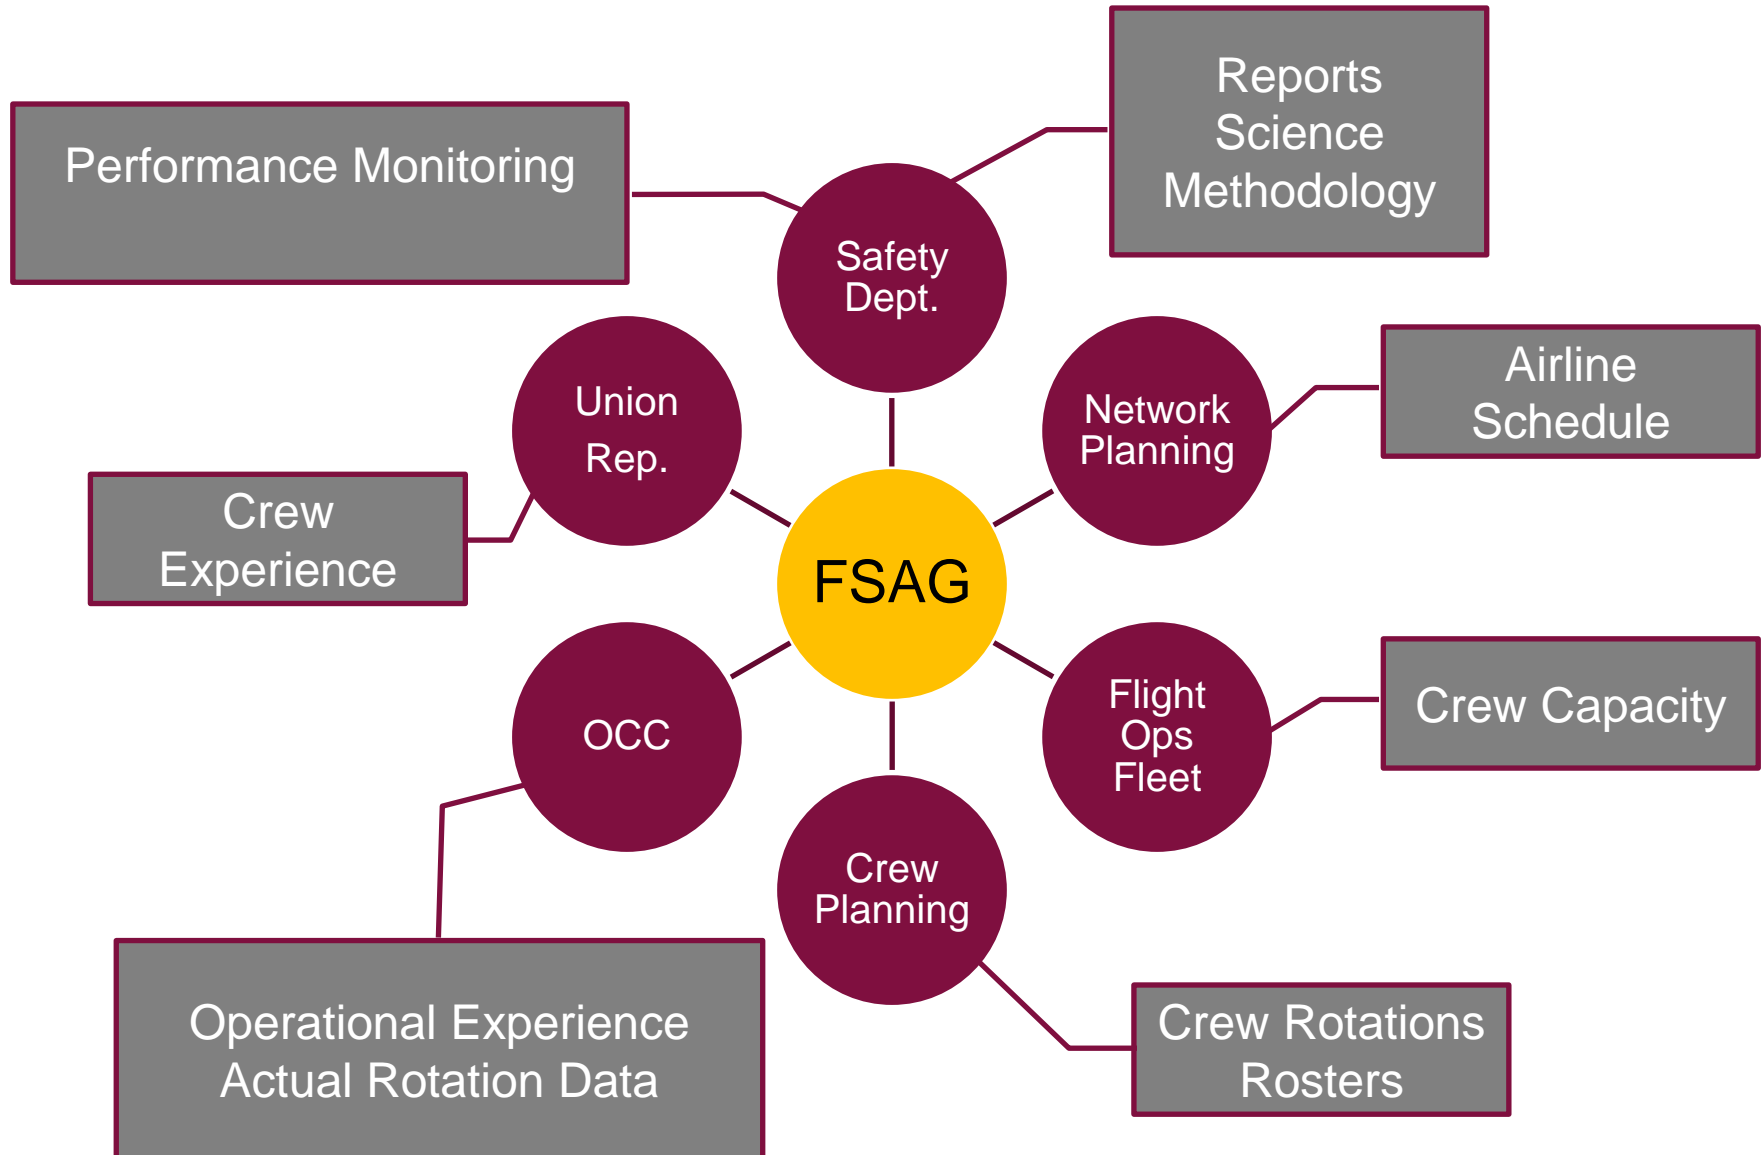 Reports
Science
Methodology
Performance Monitoring
Safety
Dept.
Union
Rep.
Network
Planning
Airline
Schedule
Crew
Experience
FSAG
OCC
Flight
Ops
Fleet
Crew Capacity
Crew
Planning
Operational Experience
Actual Rotation Data
Crew Rotations
Rosters